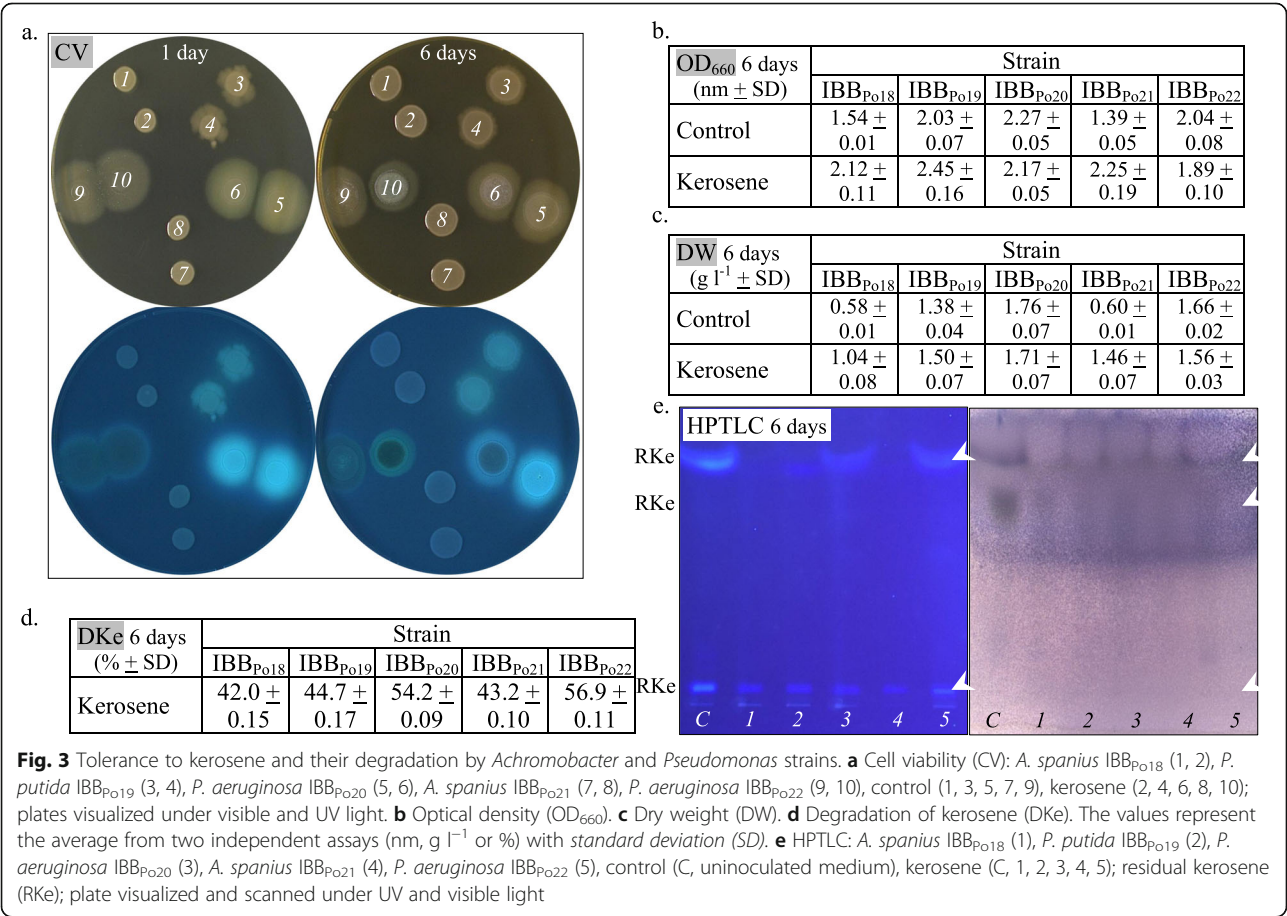 a.
CV
1 day
6 days
1
2
3
4
9
10
6
5
8
7
1
2
3
4
9
10
6
5
8
7
b.
OD660 6 days (nm ± SD)
Strain
IBBPo18 IBBPo19 IBBPo20 IBBPo21 IBBPo22
Control
1.54 ± 0.01
2.03 ± 0.07
2.27 ± 0.05
1.39 ± 0.05
2.04 ± 0.08
Kerosene
2.12 ± 0.11
2.45 ± 0.16
2.17 ± 0.05
2.25 ± 0.19
1.89 ± 0.10
c.
DW 6 days (g l-1 ± SD)
Strain
IBBPo18 IBBPo19 IBBPo20 IBBPo21 IBBPo22
Control
0.58 ± 0.01
1.38 ± 0.04
1.76 ± 0.07
0.60 ± 0.01
1.66 ± 0.02
Kerosene
1.04 ± 0.08
1.50 ± 0.07
1.71 ± 0.07
1.46 ± 0.07
1.56 ± 0.03
d.
DKe 6 days (% ± SD)
Strain
IBBPo18 IBBPo19 IBBPo20 IBBPo21 IBBPo22
Kerosene
42.0 ± 0.15
44.7 ± 0.17
54.2 ± 0.09
43.2 ± 0.10
56.9 ± 0.11
e.
HPTLC 6 days
RKe
RKe
RKe
C 1 2 3 4 5
C 1 2 3 4 5
Fig. 3 Tolerance to kerosene and their degradation by Achromobacter and Pseudomonas strains. a Cell viability (CV): A. spanius IBBPo18 (1, 2), P.
putida IBBPo19 (3, 4), P. aeruginosa IBBPo20 (5, 6), A. spanius IBBPo21 (7, 8), P. aeruginosa IBBPo22 (9, 10), control (1, 3, 5, 7, 9), kerosene (2, 4, 6, 8, 10);
plates visualized under visible and UV light. b Optical density (OD660). c Dry weight (DW). d Degradation of kerosene (DKe). The values represent
the average from two independent assays (nm, g l−1 or %) with standard deviation (SD). e HPTLC: A. spanius IBBPo18 (1), P. putida IBBPo19 (2), P.
aeruginosa IBBPo20 (3), A. spanius IBBPo21 (4), P. aeruginosa IBBPo22 (5), control (C, uninoculated medium), kerosene (C, 1, 2, 3, 4, 5); residual kerosene
(RKe); plate visualized and scanned under UV and visible light